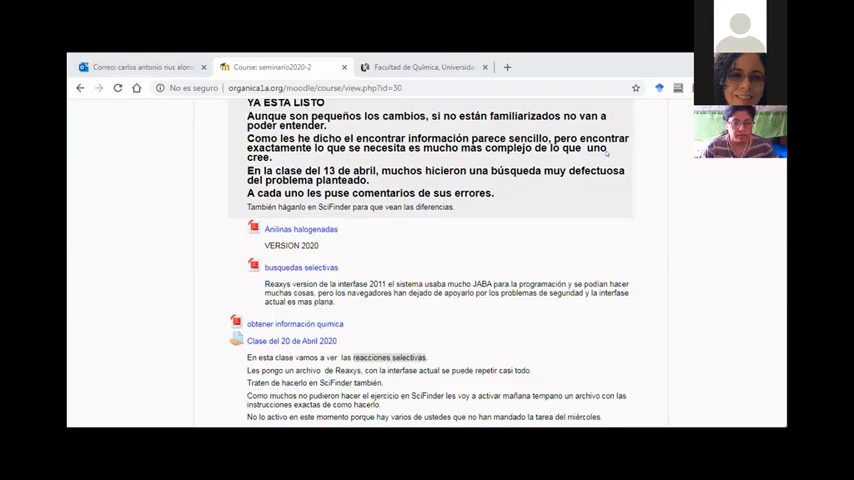 Correo: carlos antonio rius alons
Course: seminario2020-2
Facultad de Química, Universidad
No es seguro
organica1a.org/moodle/course/view.php?id=30
YA ESTA LISTO
Aunque son pequeños los cambios, si no están familiarizados no van a
poder entender.
Como les he dicho el encontrar información parece sencillo, pero encontrar
exactamente lo que se necesita es mucho mas complejo de lo que uno
cree.
En la clase del 13 de abril, muchos hicieron una búsqueda muy defectuosa
del problema planteado.
A cada uno les puse comentarios de sus errores.
También háganlo en SciFinder para que vean las diferencias.
Anilinas halogenadas
VERSION 2020
busquedas selectivas
Reaxys version de la interfase 2011 el sistema usaba mucho JABA para la programación y se podían hacer
muchas cosas, pero los navegadores han dejado de apoyarlo por los problemas de seguridad y la interfase
actual es mas plana.
obtener información quimica
Clase del 20 de Abril 2020
En esta clase vamos a ver las reacciones selectivas.
Les pongo un archivo de Reaxys, con la interfase actual se puede repetir casi todo.
Traten de hacerlo en SciFinder también.
Como muchos no pudieron hacer el ejercicio en SciFinder les voy a activar mañana tempano un archivo con las
instrucciones exactas de como hacerlo.
No lo activo en este momento porque hay varios de ustedes que no han mandado la tarea del miércoles.